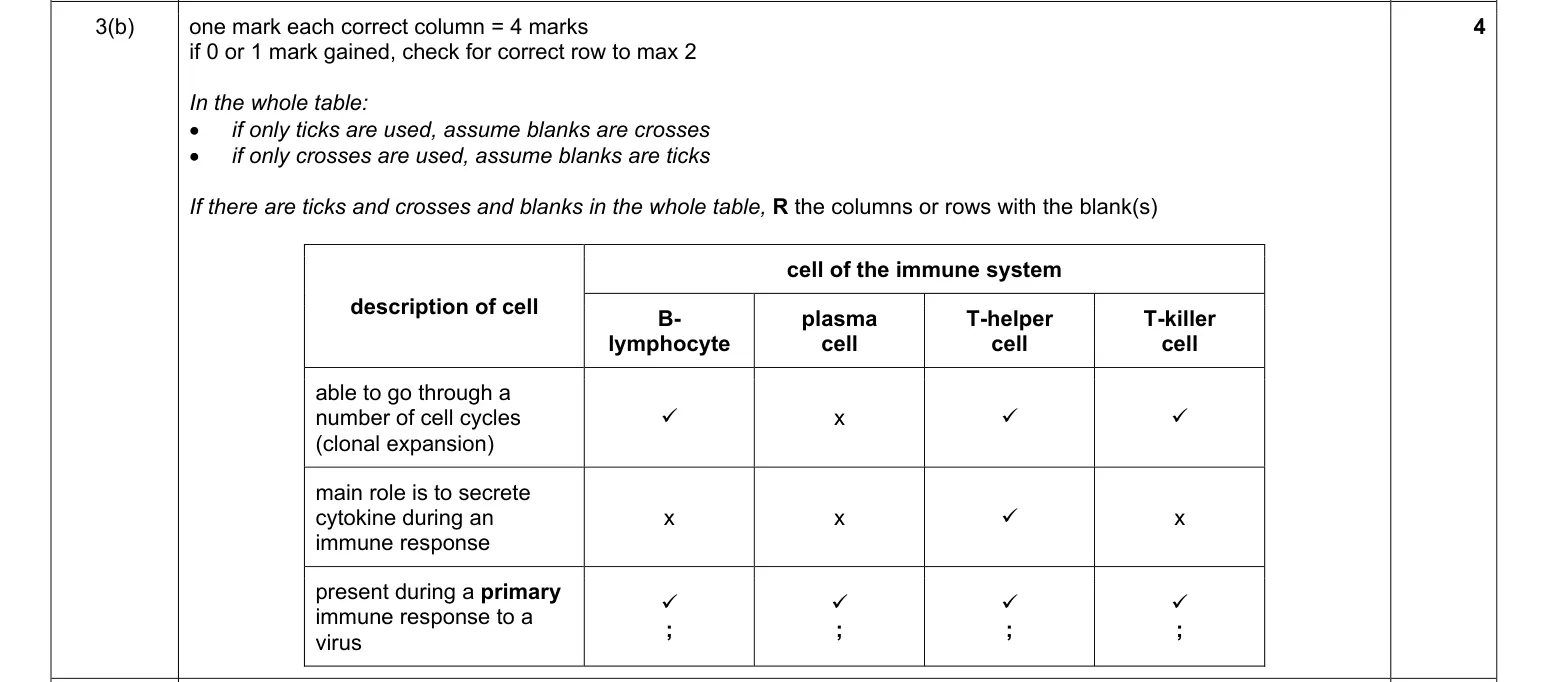 3(b)
one mark each correct column = 4 marks
if 0 or 1 mark gained, check for correct row to max 2
4
In the whole table:
• if only ticks are used, assume blanks are crosses
• if only crosses are used, assume blanks are ticks
If there are ticks and crosses and blanks in the whole table, R the columns or rows with the blank(s)
description of cell
cell of the immune system
B-
lymphocyte
plasma
cell
T-helper
cell
T-killer
cell
able to go through a
number of cell cycles
(clonal expansion)
✓ x ✓ ✓
main role is to secrete
cytokine during an
immune response
x x ✓ x
present during a primary
immune response to a
virus
✓ ✓ ✓ ✓
; ; ; ;